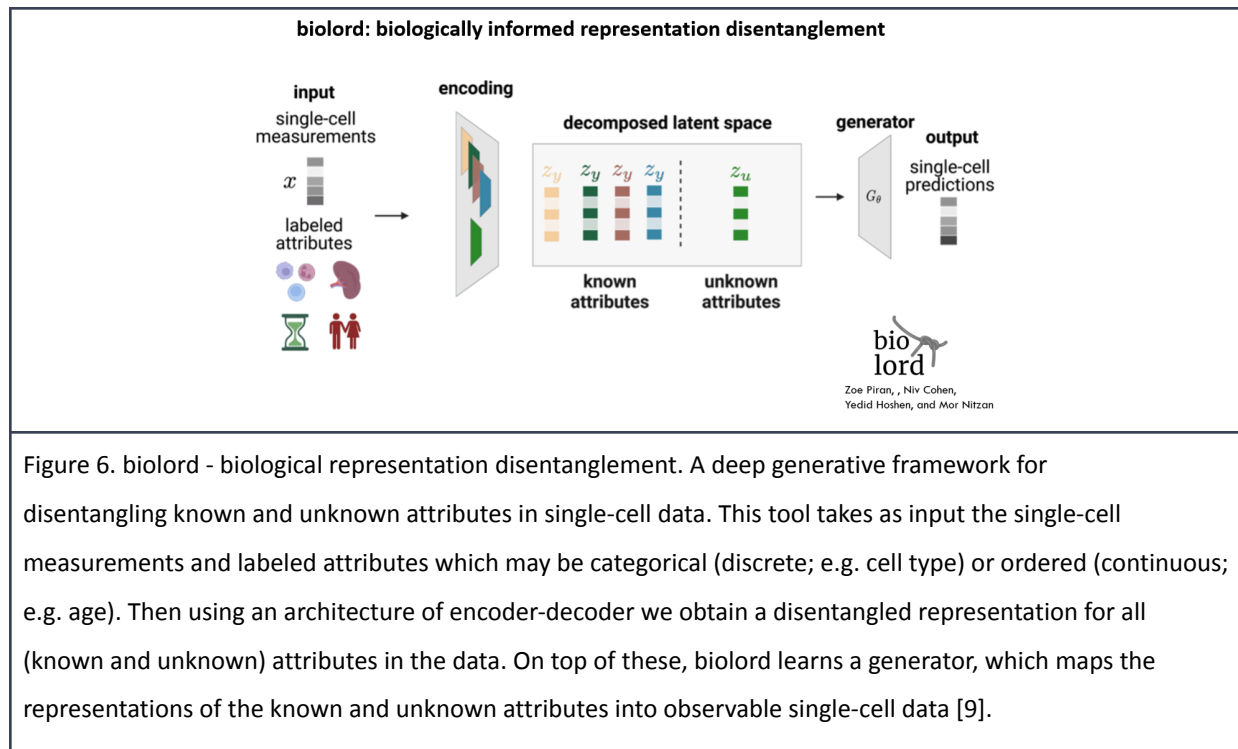 biolord: biologically informed representation disentanglement
input
single-cell
measurements
x
labeled
attributes
encoding
decomposed latent space
z_y z_y z_y z_y z_u
known
attributes
unknown
attributes
generator
G_θ
output
single-cell
predictions
bio
lord
Zoe Piran, , Niv Cohen,
Yedid Hoshen, and Mor Nitzan
Figure 6. biolord - biological representation disentanglement. A deep generative framework for
disentangling known and unknown attributes in single-cell data. This tool takes as input the single-cell
measurements and labeled attributes which may be categorical (discrete; e.g. cell type) or ordered (continuous;
e.g. age). Then using an architecture of encoder-decoder we obtain a disentangled representation for all
(known and unknown) attributes in the data. On top of these, biolord learns a generator, which maps the
representations of the known and unknown attributes into observable single-cell data [9].